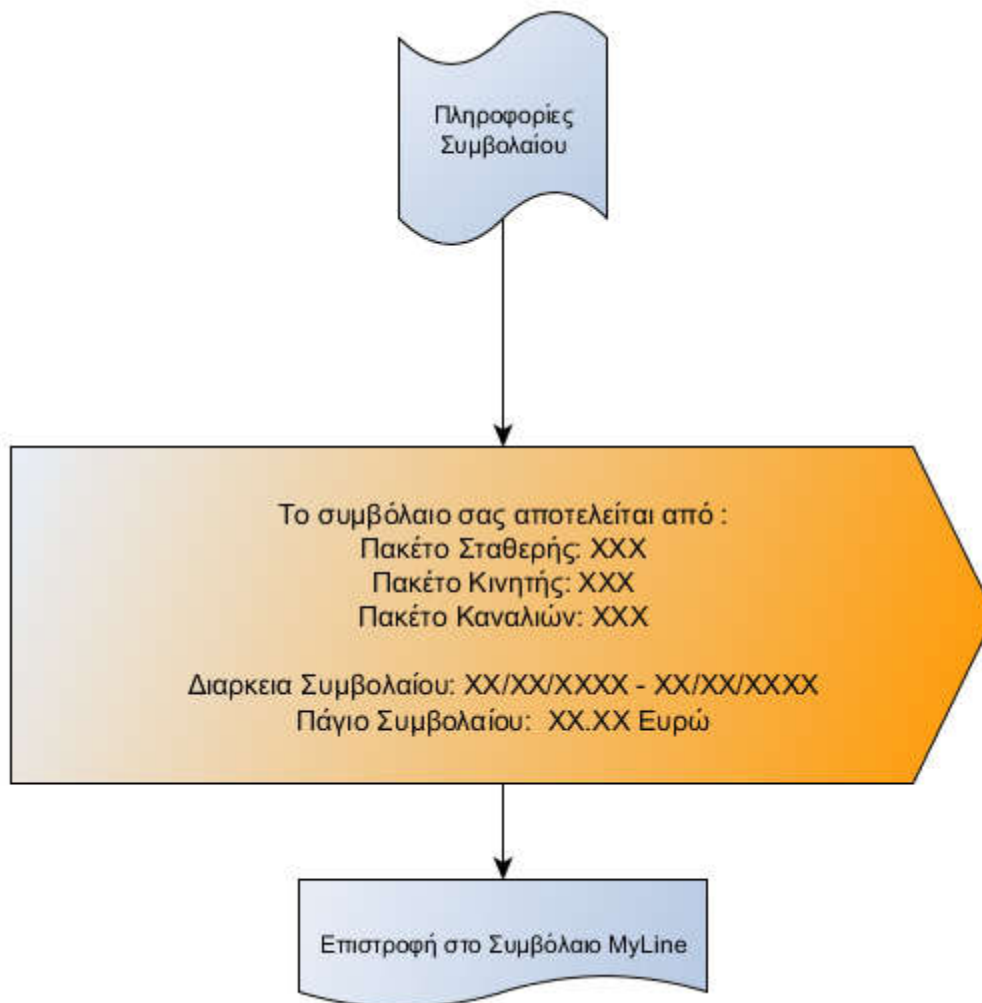 Πληροφορίες
Συμβολαίου
Το συμβόλαιο σας αποτελείται από :
Πακέτο Σταθερής: XXX
Πακέτο Κινητής: XXX
Πακέτο Καναλιών: XXX
Διαρκεια Συμβολαίου: XX/XX/XXXX - XX/XX/XXXX
Πάγιο Συμβολαίου:  XX.XX Ευρώ
Επιστροφή στο Συμβόλαιο MyLine